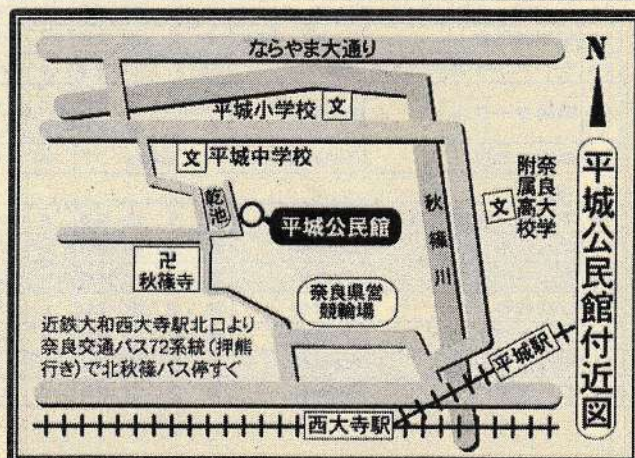 ならやま大通り
N
平城小学校 文
文 平城中学校
奈良大学
附属高校
文
平城公民館付近図
乾池
平城公民館
秋篠川
卍
秋篠寺
奈良県営
競輪場
近鉄大和西大寺駅北口より
奈良交通バス72系統(押熊
行き)で北秋篠バス停すぐ
平城駅
西大寺駅